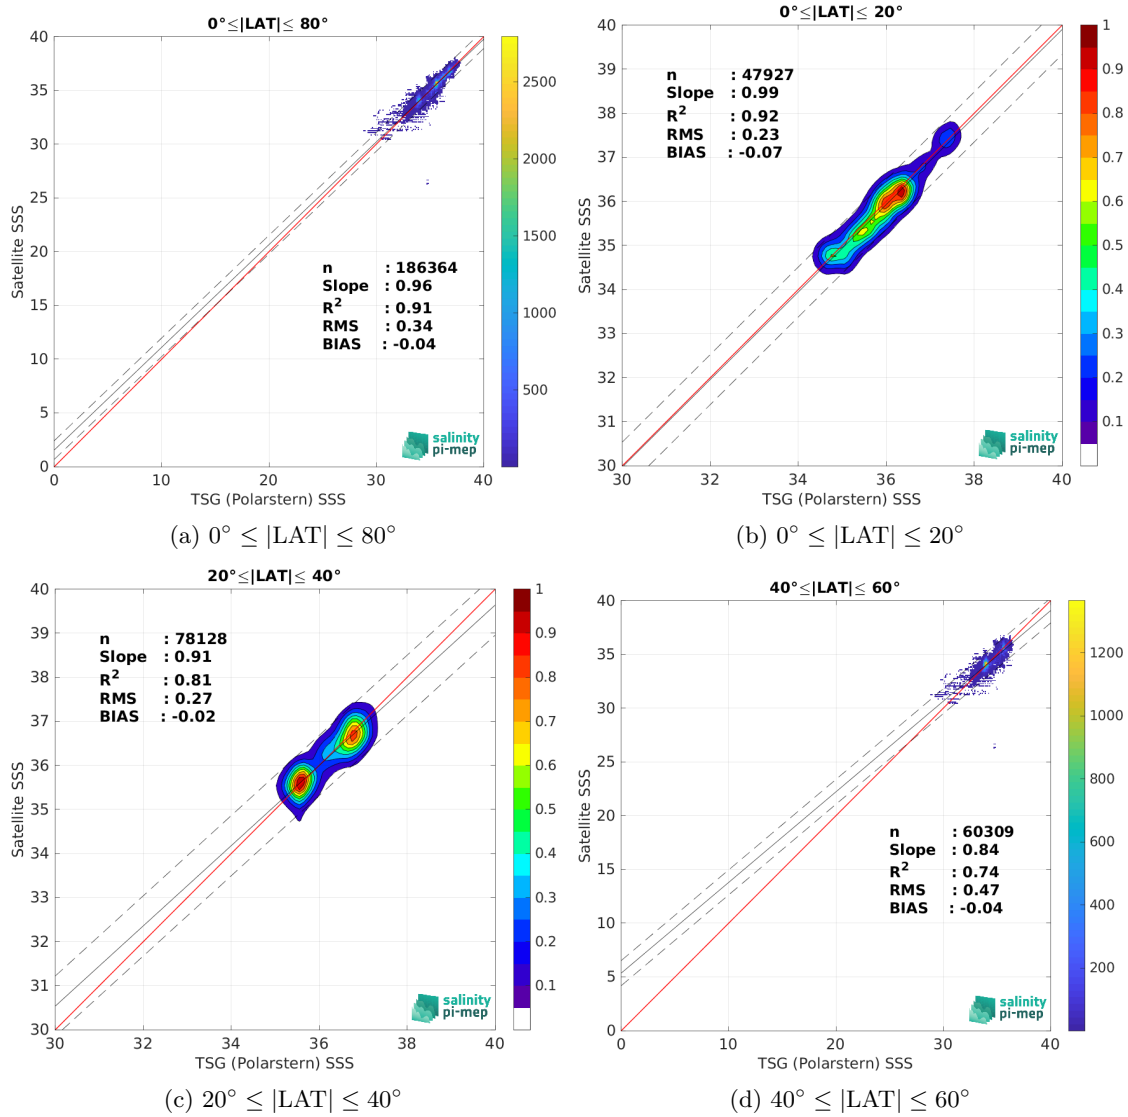 0°≤|LAT|≤ 80°
40
35
30
25
20
15
10
5
0
Satellite SSS
n : 186364
Slope : 0.96
R² : 0.91
RMS : 0.34
BIAS : -0.04
salinity
pi-mep
0 10 20 30 40
TSG (Polarstern) SSS
2500
2000
1500
1000
500
(a) 0° ≤ |LAT| ≤ 80°
0°≤|LAT|≤ 20°
40
39
38
37
36
35
34
33
32
31
30
Satellite SSS
n : 47927
Slope : 0.99
R² : 0.92
RMS : 0.23
BIAS : -0.07
salinity
pi-mep
30 32 34 36 38 40
TSG (Polarstern) SSS
1
0.9
0.8
0.7
0.6
0.5
0.4
0.3
0.2
0.1
(b) 0° ≤ |LAT| ≤ 20°
20°≤|LAT|≤ 40°
40
39
38
37
36
35
34
33
32
31
30
Satellite SSS
n : 78128
Slope : 0.91
R² : 0.81
RMS : 0.27
BIAS : -0.02
salinity
pi-mep
30 32 34 36 38 40
TSG (Polarstern) SSS
1
0.9
0.8
0.7
0.6
0.5
0.4
0.3
0.2
0.1
(c) 20° ≤ |LAT| ≤ 40°
40°≤|LAT|≤ 60°
40
35
30
25
20
15
10
5
0
Satellite SSS
n : 60309
Slope : 0.84
R² : 0.74
RMS : 0.47
BIAS : -0.04
salinity
pi-mep
0 10 20 30 40
TSG (Polarstern) SSS
1200
1000
800
600
400
200
(d) 40° ≤ |LAT| ≤ 60°